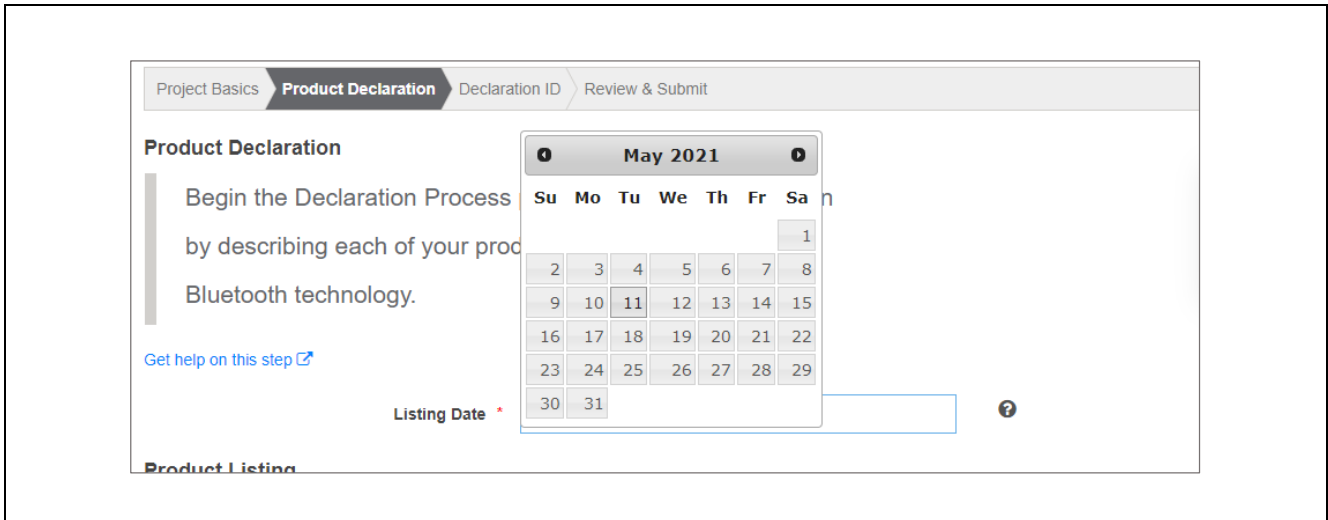 Project Basics Product Declaration Declaration ID Review & Submit
Product Declaration
Begin the Declaration Process
by describing each of your prod
Bluetooth technology.
Get help on this step
May 2021
Su Mo Tu We Th Fr Sa
1
2 3 4 5 6 7 8
9 10 11 12 13 14 15
16 17 18 19 20 21 22
23 24 25 26 27 28 29
30 31
Listing Date *
Product Listing